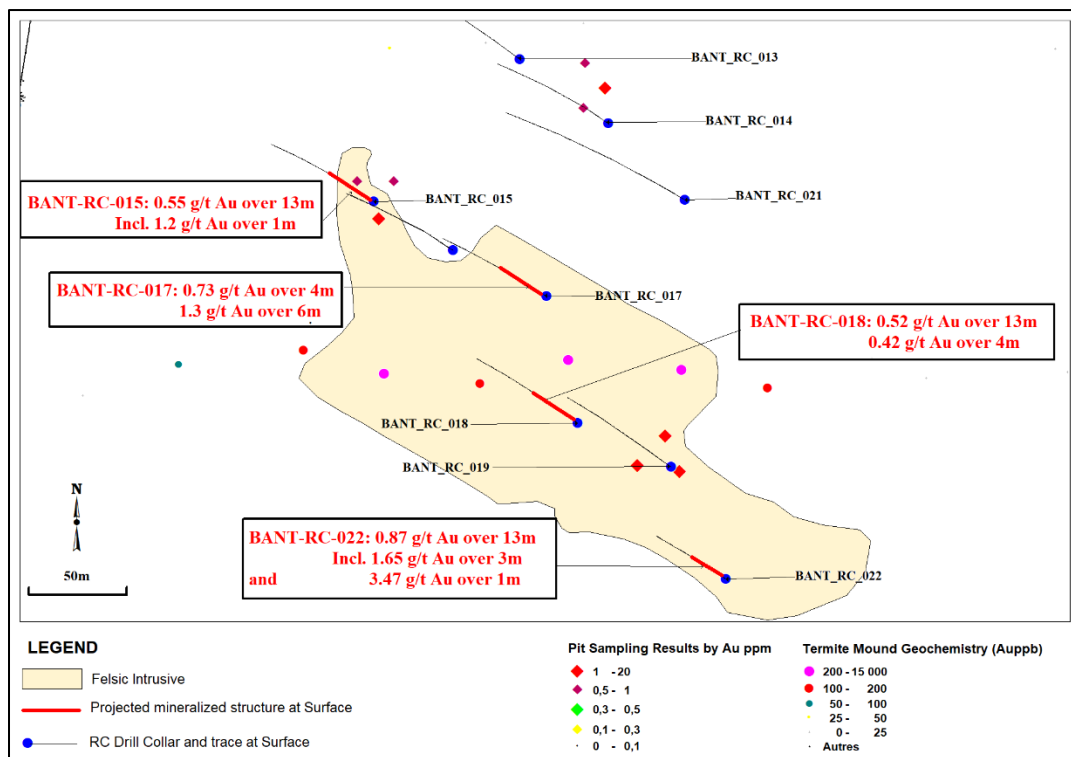 BANT_RC_013
BANT_RC_014
BANT_RC_021
BANT-RC-015: 0.55 g/t Au over 13m
Incl. 1.2 g/t Au over 1m
BANT_RC_015
BANT-RC-017: 0.73 g/t Au over 4m
1.3 g/t Au over 6m
BANT_RC_017
BANT-RC-018: 0.52 g/t Au over 13m
0.42 g/t Au over 4m
BANT_RC_018
BANT_RC_019
N
50m
BANT-RC-022: 0.87 g/t Au over 13m
Incl. 1.65 g/t Au over 3m
and 3.47 g/t Au over 1m
BANT_RC_022
LEGEND
Felsic Intrusive
Projected mineralized structure at Surface
RC Drill Collar and trace at Surface
Pit Sampling Results by Au ppm
1 - 20
0,5 - 1
0,3 - 0,5
0,1 - 0,3
0 - 0,1
Termite Mound Geochemistry (Auppb)
200 - 15 000
100 - 200
50 - 100
25 - 50
0 - 25
Autres